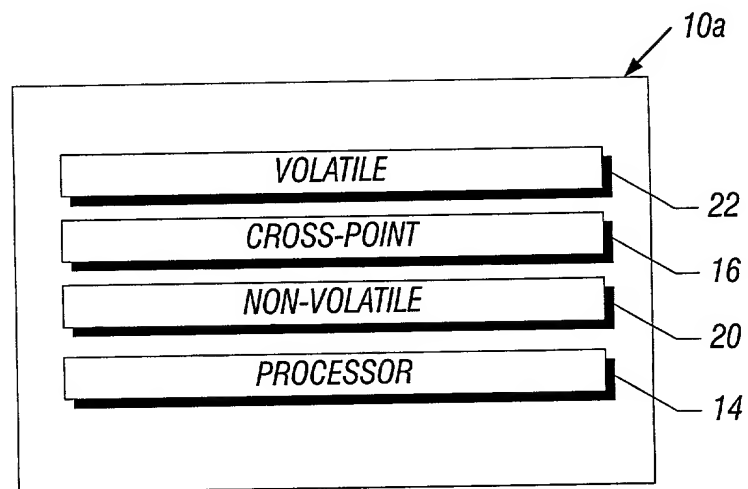 10a
VOLATILE
22
CROSS-POINT
16
NON-VOLATILE
20
PROCESSOR
14